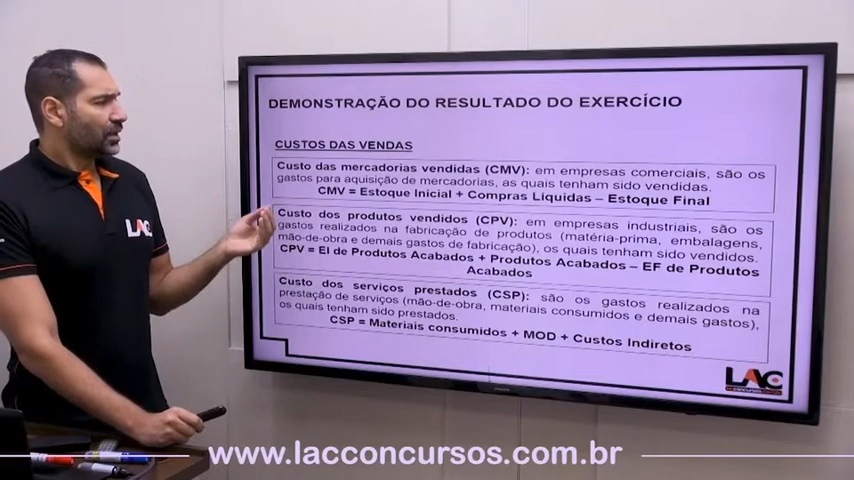 DEMONSTRAÇÃO DO RESULTADO DO EXERCÍCIO
CUSTOS DAS VENDAS
Custo das mercadorias vendidas (CMV): em empresas comerciais, são os
gastos para aquisição de mercadorias, as quais tenham sido vendidas.
CMV = Estoque Inicial + Compras Líquidas – Estoque Final
Custo dos produtos vendidos (CPV): em empresas industriais, são os
gastos realizados na fabricação de produtos (matéria-prima, embalagens,
mão-de-obra e demais gastos de fabricação), os quais tenham sido vendidos.
CPV = EI de Produtos Acabados + Produtos Acabados – EF de Produtos
Acabados
Custo dos serviços prestados (CSP): são os gastos realizados na
prestação de serviços (mão-de-obra, materiais consumidos e demais gastos),
os quais tenham sido prestados.
CSP = Materiais consumidos + MOD + Custos Indiretos
LAC
LAC
www.lacconcursos.com.br